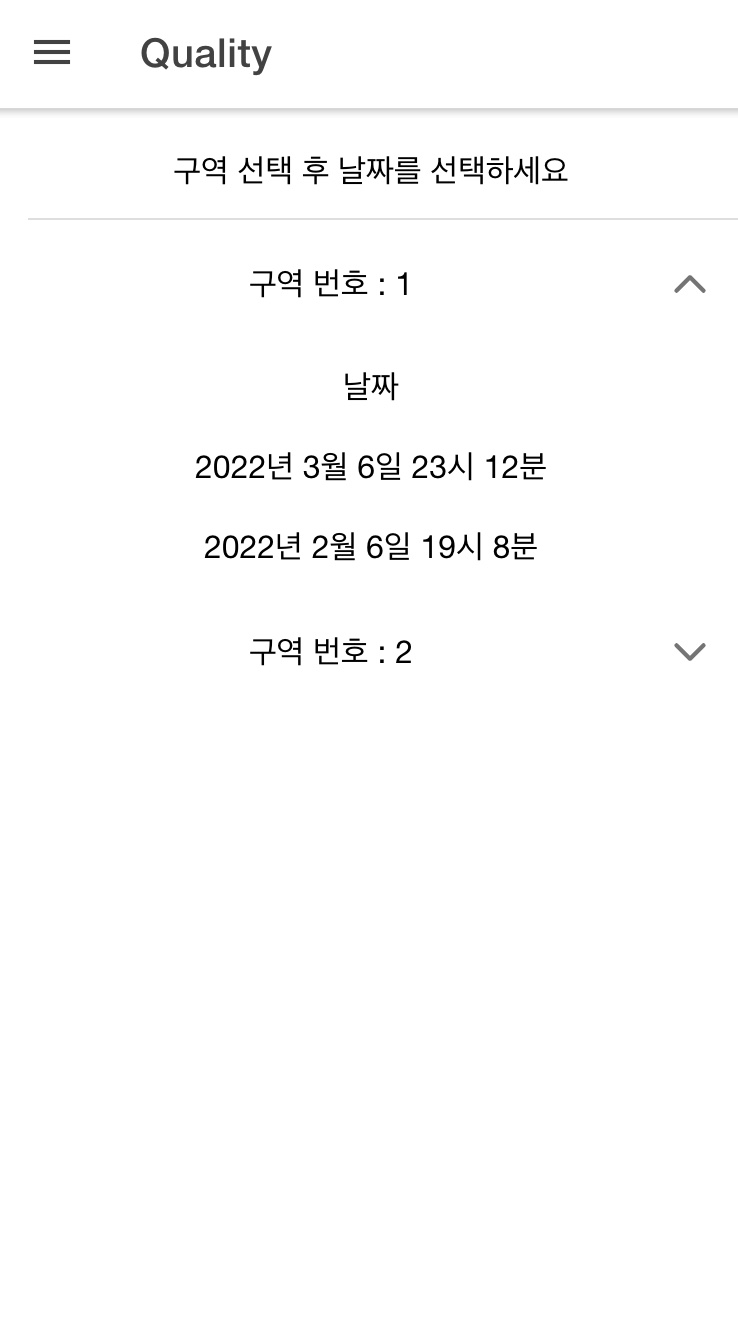 Quality
구역 선택 후 날짜를 선택하세요
구역 번호 : 1
날짜
2022년 3월 6일 23시 12분
2022년 2월 6일 19시 8분
구역 번호 : 2